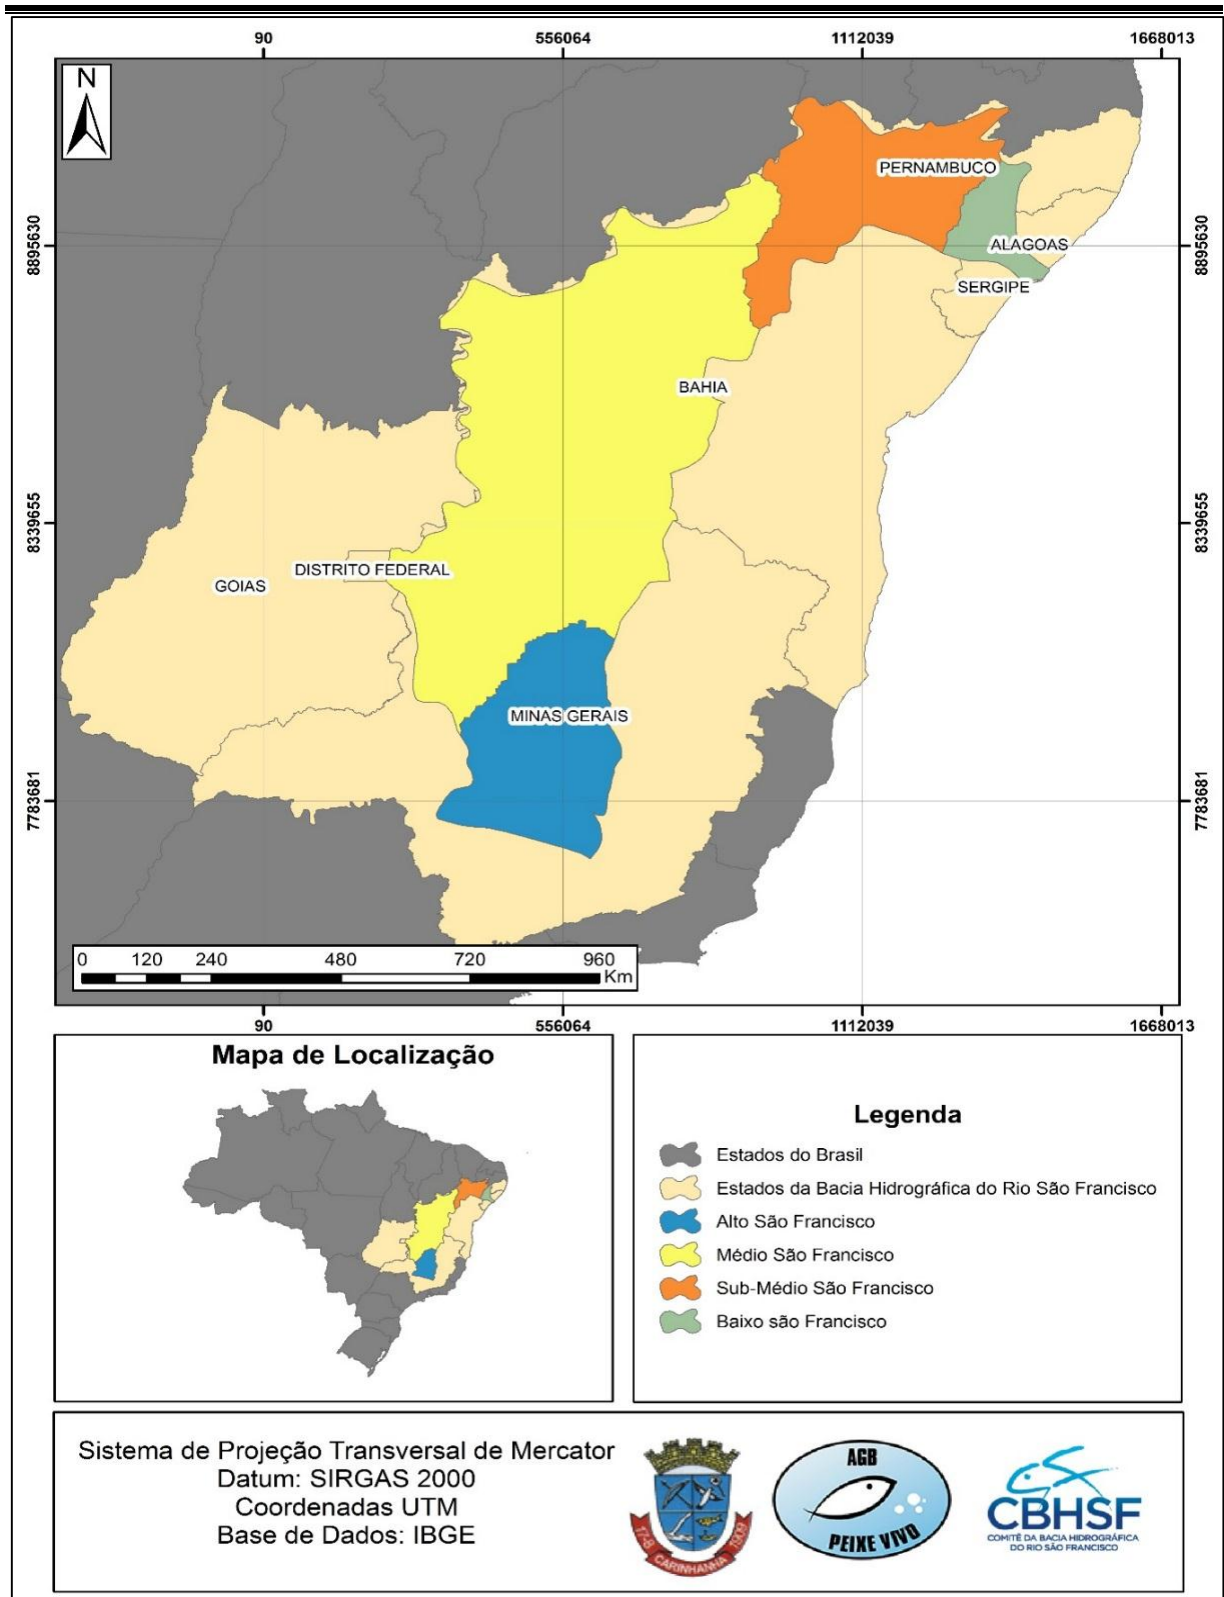 90 556064 1112039 1668013
N
PERNAMBUCO
8895630
ALAGOAS
8895630
SERGIPE
BAHIA
8339655
8339655
DISTRITO FEDERAL
GOIAS
MINAS GERAIS
7783681
7783681
0 120 240 480 720 960
Km
90 556064 1112039 1668013
Mapa de Localização
Legenda
Estados do Brasil
Estados da Bacia Hidrográfica do Rio São Francisco
Alto São Francisco
Médio São Francisco
Sub-Médio São Francisco
Baixo são Francisco
Sistema de Projeção Transversal de Mercator
Datum: SIRGAS 2000
Coordenadas UTM
Base de Dados: IBGE
1909
CARINHANHA
AGB
PEIXE VIVO
CBHSF
COMITÊ DA BACIA HIDROGRÁFICA
DO RIO SÃO FRANCISCO